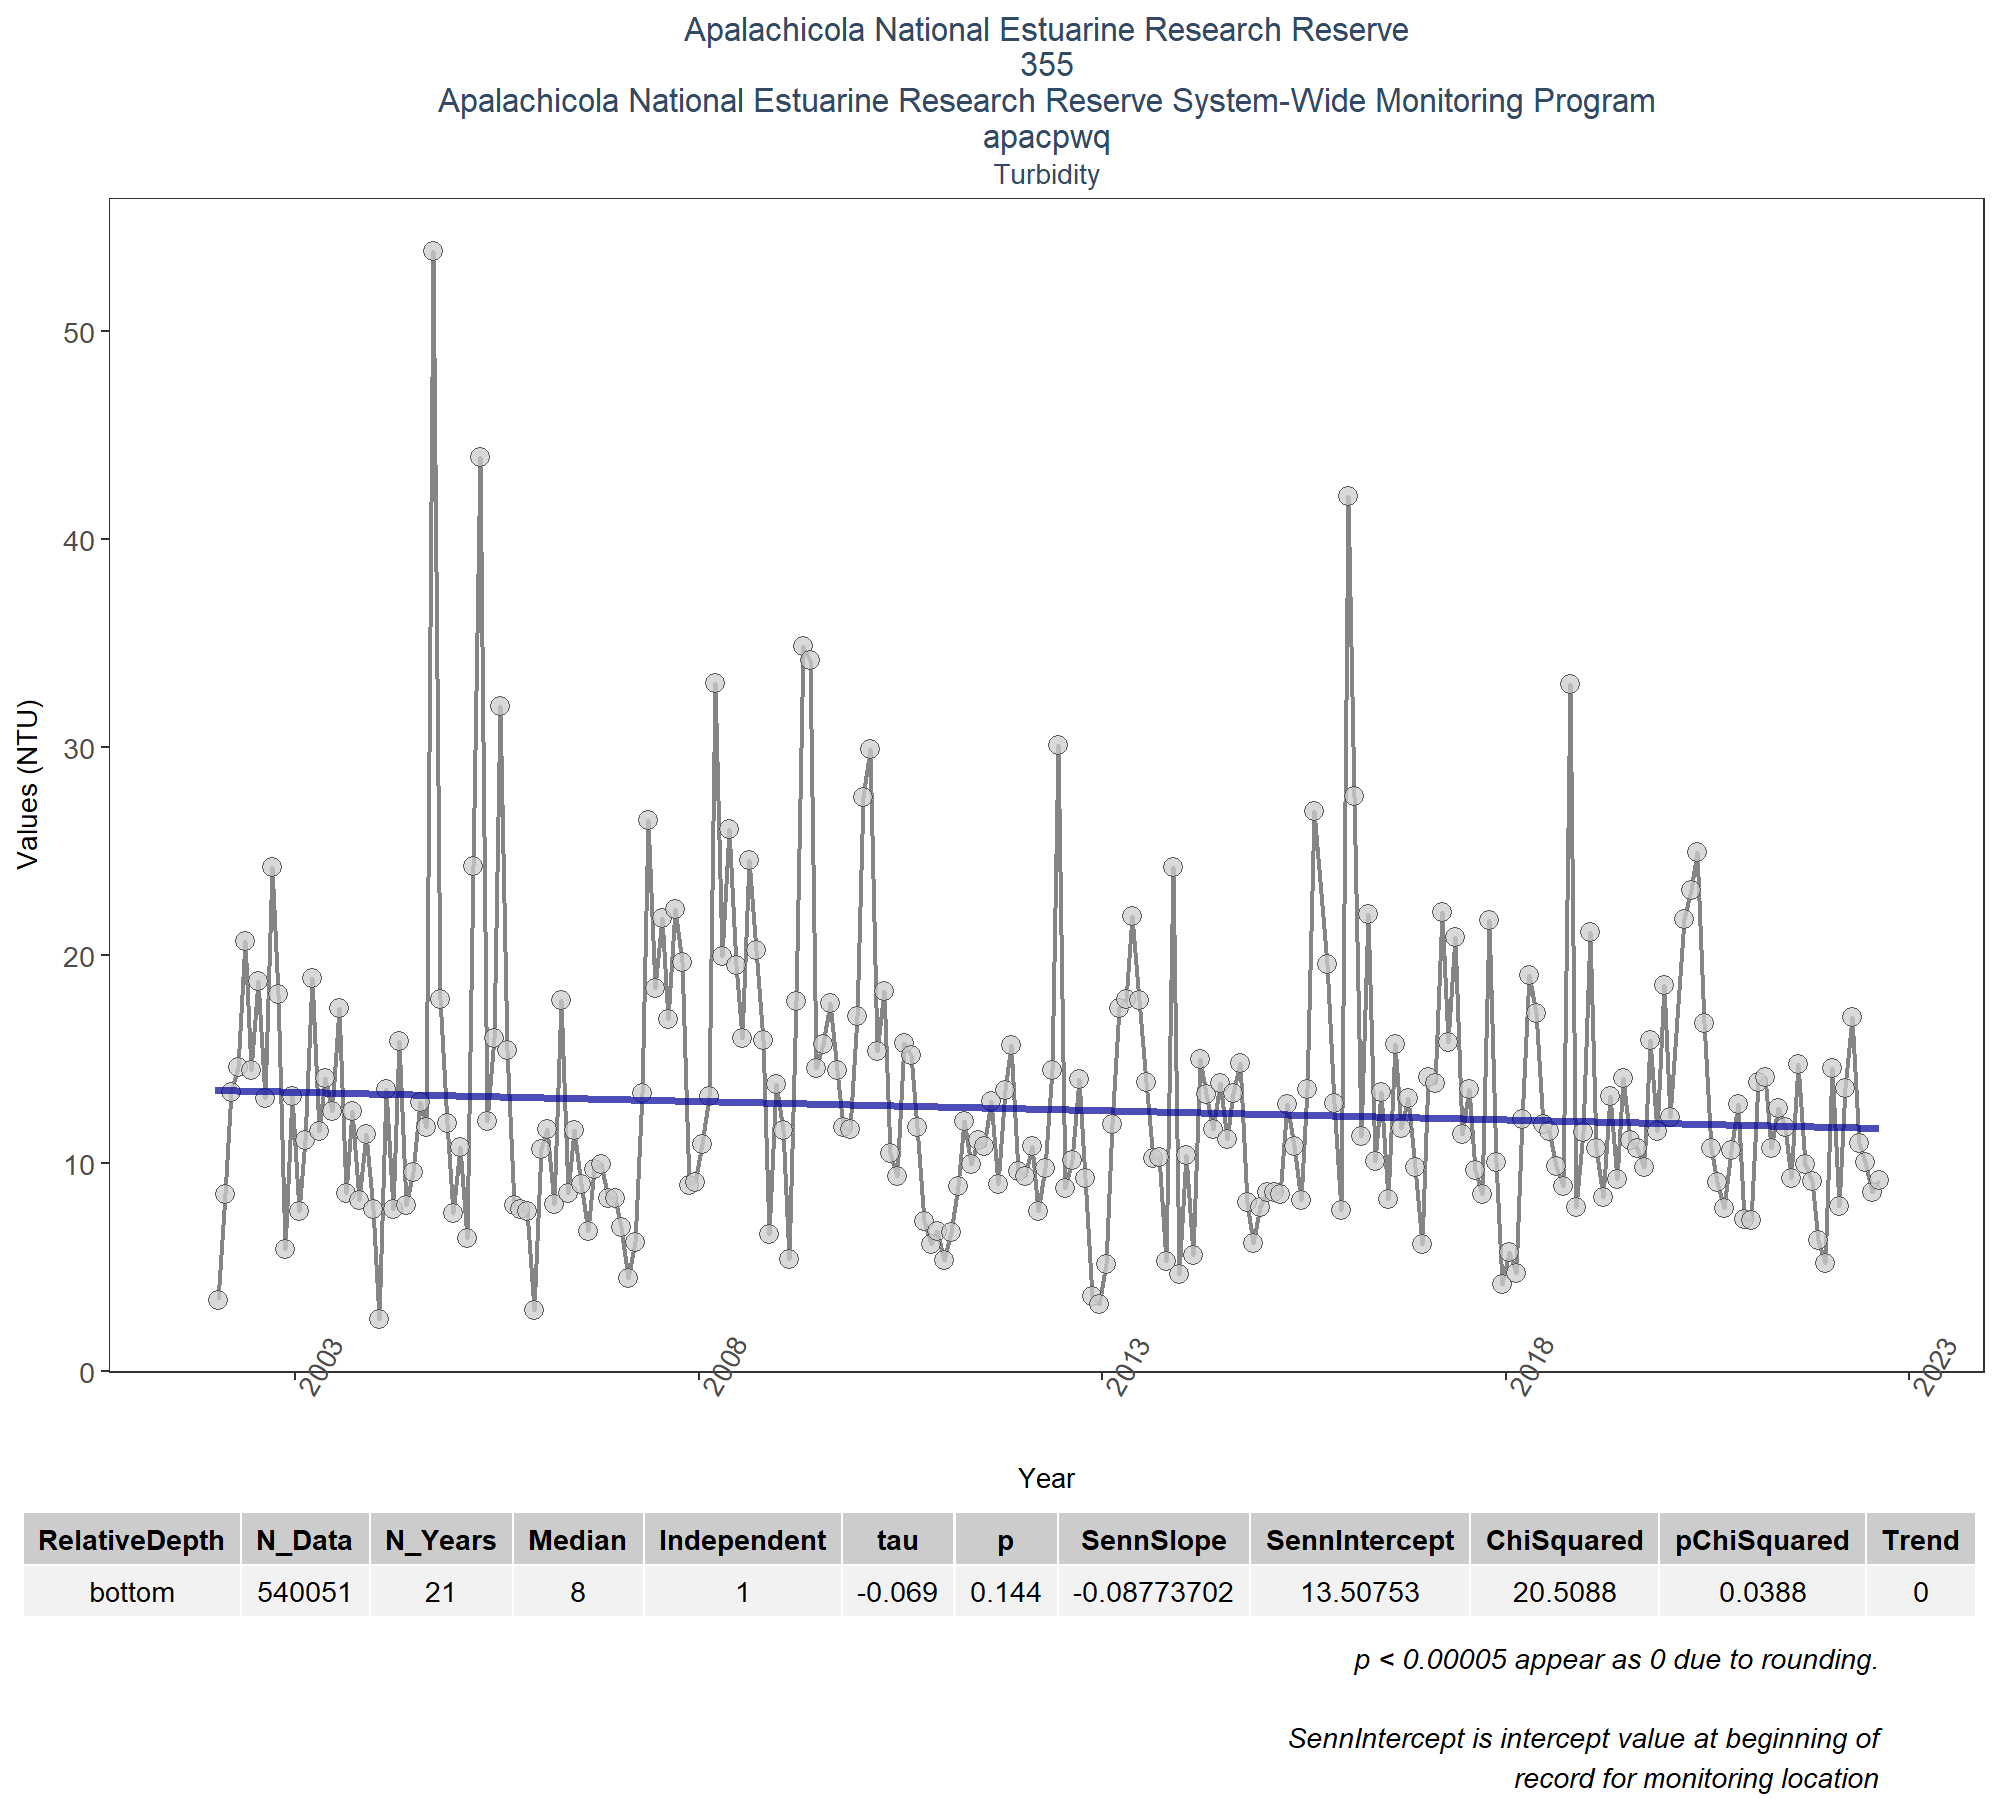 Apalachicola National Estuarine Research Reserve
355
Apalachicola National Estuarine Research Reserve System-Wide Monitoring Program
apacpwq
Turbidity
Values (NTU)
50
40
30
20
10
0
2003 2008 2013 2018 2023
Year
RelativeDepth N_Data N_Years Median Independent tau p SennSlope SennIntercept ChiSquared pChiSquared Trend
bottom 540051 21 8 1 -0.069 0.144 -0.08773702 13.50753 20.5088 0.0388 0
p < 0.00005 appear as 0 due to rounding.
SennIntercept is intercept value at beginning of
record for monitoring location